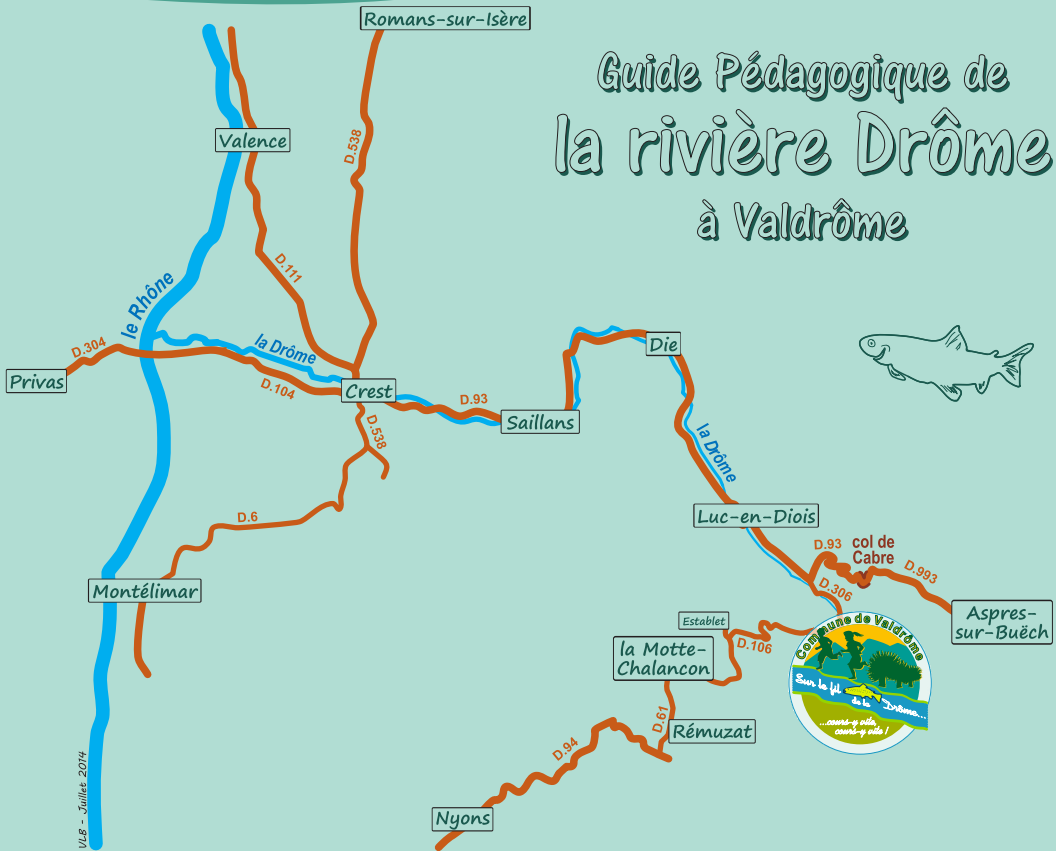 Romans-sur-Isère
Guide Pédagogique de
la rivière Drôme
à Valdrôme
Valence
D.538
D.111
le Rhône
la Drôme
D.304
Privas
D.104
Crest
D.93
Saillans
Die
D.538
la Drôme
D.6
Luc-en-Diois
D.93
col de
Cabre
D.993
D.306
Montélimar
Aspres-
sur-Buëch
Establet
D.106
la Motte-
Chalancon
Commune de Valdrôme
Sur le fil
de la Drôme...
...cours-y vite,
cours-y vite !
D.61
Rémuzat
D.94
Nyons
VLB - Juillet 2014